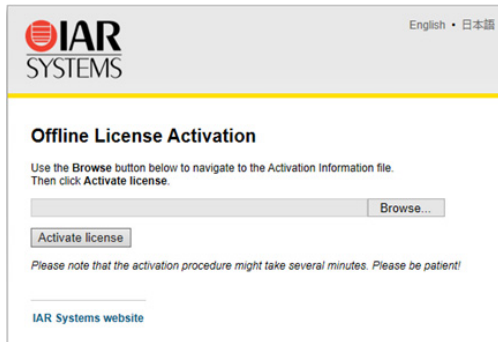 IAR
SYSTEMS
English • 日本語
Offline License Activation
Use the Browse button below to navigate to the Activation Information file.
Then click Activate license.
Browse...
Activate license
Please note that the activation procedure might take several minutes. Please be patient!
IAR Systems website